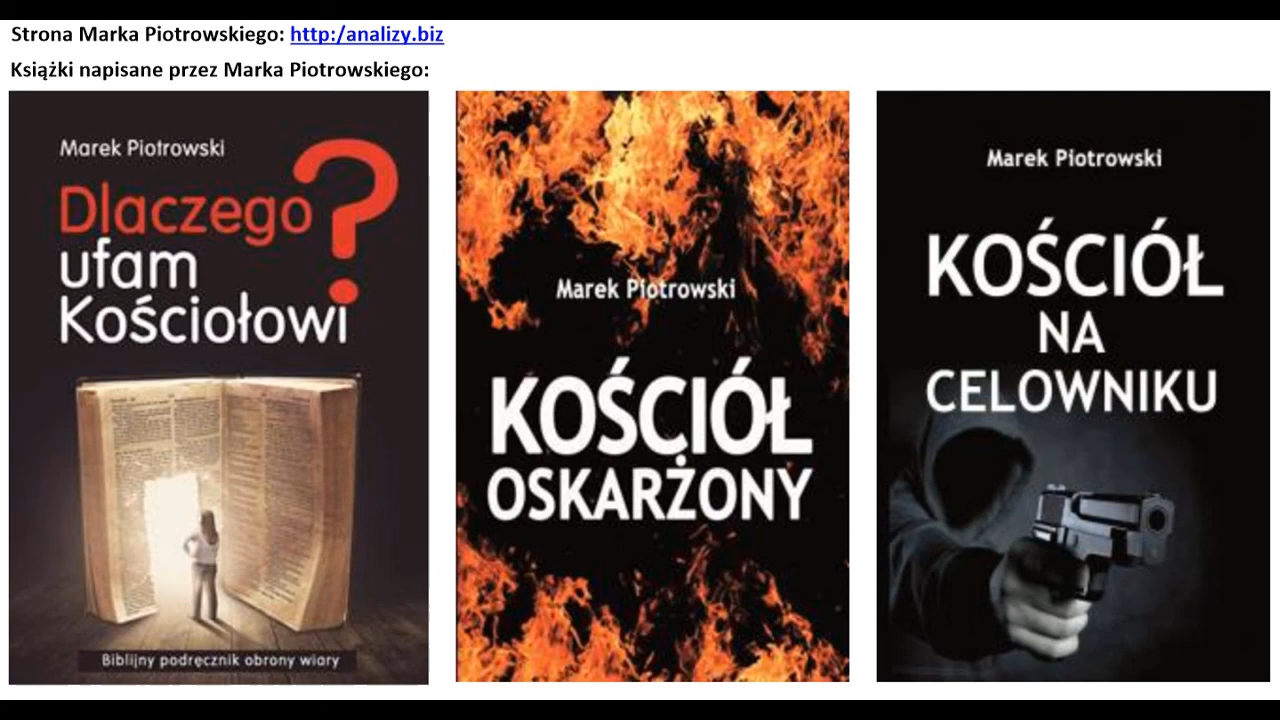 Strona Marka Piotrowskiego: http:/analizy.biz
Książki napisane przez Marka Piotrowskiego:
Marek Piotrowski
Dlaczego
ufam
Kościołowi
?
Biblijny podręcznik obrony wiary
Marek Piotrowski
KOŚCIÓŁ
OSKARŻONY
Marek Piotrowski
KOŚCIÓŁ
NA
CELOWNIKU